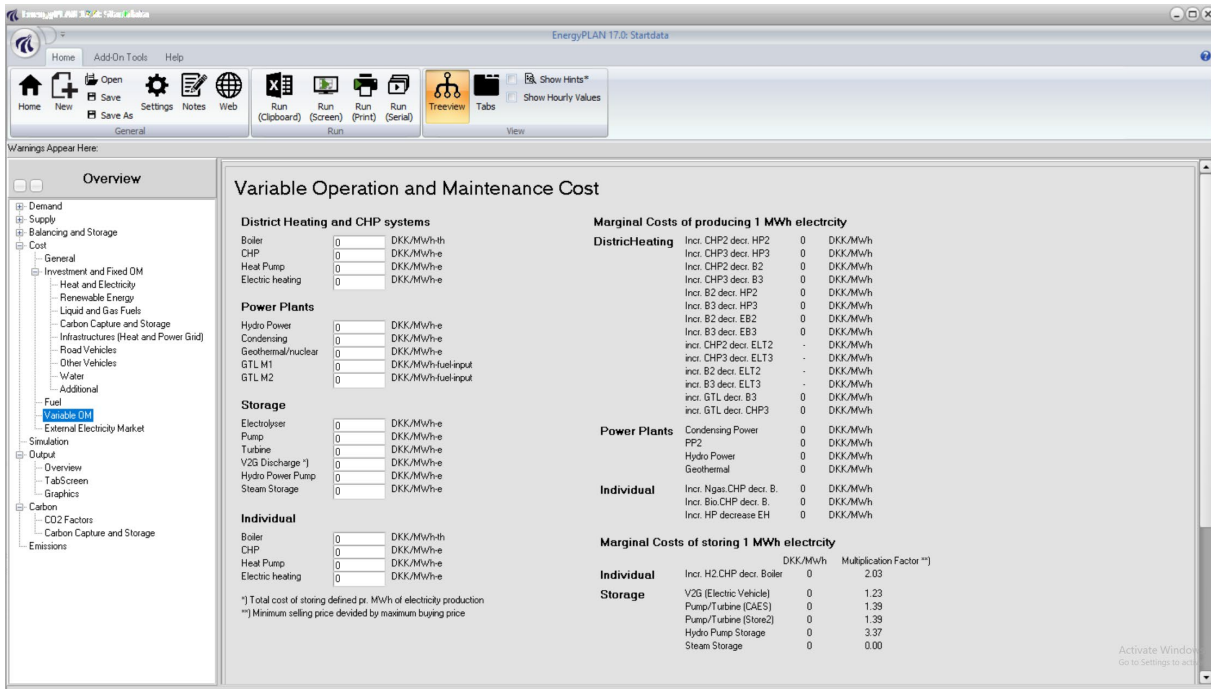 EnergyPLAN 17.0: Startdata
EnergyPLAN 17.0: Startdata
Home Add-On Tools Help
Home
New
Open
Save
Save As
Settings
Notes
Web
General
Run (Clipboard)
Run (Screen)
Run (Print)
Run (Serial)
Run
Treeview
Tabs
Show Hints*
Show Hourly Values
View
Warnings Appear Here:
Overview
Demand
Supply
Balancing and Storage
Cost
General
Investment and Fixed OM
Heat and Electricity
Renewable Energy
Liquid and Gas Fuels
Carbon Capture and Storage
Infrastructures (Heat and Power Grid)
Road Vehicles
Other Vehicles
Water
Additional
Fuel
Variable OM
External Electricity Market
Simulation
Output
Overview
TabScreen
Graphics
Carbon
CO2 Factors
Carbon Capture and Storage
Emissions
Variable Operation and Maintenance Cost
District Heating and CHP systems
Boiler 0 DKK/MWh-th
CHP 0 DKK/MWh-e
Heat Pump 0 DKK/MWh-e
Electric heating 0 DKK/MWh-e
Power Plants
Hydro Power 0 DKK/MWh-e
Condensing 0 DKK/MWh-e
Geothermal/nuclear 0 DKK/MWh-e
GTL M1 0 DKK/MWh-fuel-input
GTL M2 0 DKK/MWh-fuel-input
Storage
Electrolyser 0 DKK/MWh-e
Pump 0 DKK/MWh-e
Turbine 0 DKK/MWh-e
V2G Discharge *) 0 DKK/MWh-e
Hydro Power Pump 0 DKK/MWh-e
Steam Storage 0 DKK/MWh-e
Individual
Boiler 0 DKK/MWh-th
CHP 0 DKK/MWh-e
Heat Pump 0 DKK/MWh-e
Electric heating 0 DKK/MWh-e
*) Total cost of storing defined pr. MWh of electricity production
**) Minimum selling price devided by maximum buying price
Marginal Costs of producing 1 MWh electrcity
DistricHeating Incr. CHP2 decr. HP2 0 DKK/MWh
Incr. CHP3 decr. HP3 0 DKK/MWh
Incr. CHP2 decr. B2 0 DKK/MWh
Incr. CHP3 decr. B3 0 DKK/MWh
Incr. B2 decr. HP2 0 DKK/MWh
Incr. B3 decr. HP3 0 DKK/MWh
Incr. B2 decr. EB2 0 DKK/MWh
Incr. B3 decr. EB3 0 DKK/MWh
incr. CHP2 decr. ELT2 - DKK/MWh
incr. CHP3 decr. ELT3 - DKK/MWh
incr. B2 decr. ELT2 - DKK/MWh
incr. B3 decr. ELT3 - DKK/MWh
incr. GTL decr. B3 0 DKK/MWh
incr. GTL decr. CHP3 0 DKK/MWh
Power Plants Condensing Power 0 DKK/MWh
PP2 0 DKK/MWh
Hydro Power 0 DKK/MWh
Geothermal 0 DKK/MWh
Individual Incr. Ngas.CHP decr. B. 0 DKK/MWh
Incr. Bio.CHP decr. B. 0 DKK/MWh
Incr. HP decrease EH 0 DKK/MWh
Marginal Costs of storing 1 MWh electrcity
DKK/MWh Multiplication Factor **)
Individual Incr. H2.CHP decr. Boiler 0 2.03
Storage V2G (Electric Vehicle) 0 1.23
Pump/Turbine (CAES) 0 1.39
Pump/Turbine (Store2) 0 1.39
Hydro Pump Storage 0 3.37
Steam Storage 0 0.00
Activate Window
Go to Settings to acti